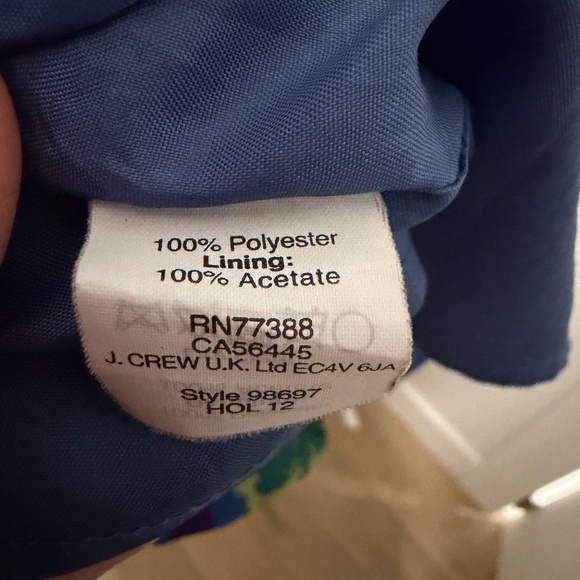 100% Polyester
Lining:
100% Acetate
RN77388
CA56445
J. CREW U.K. Ltd EC4V 6JA
Style 98697
HOL 12